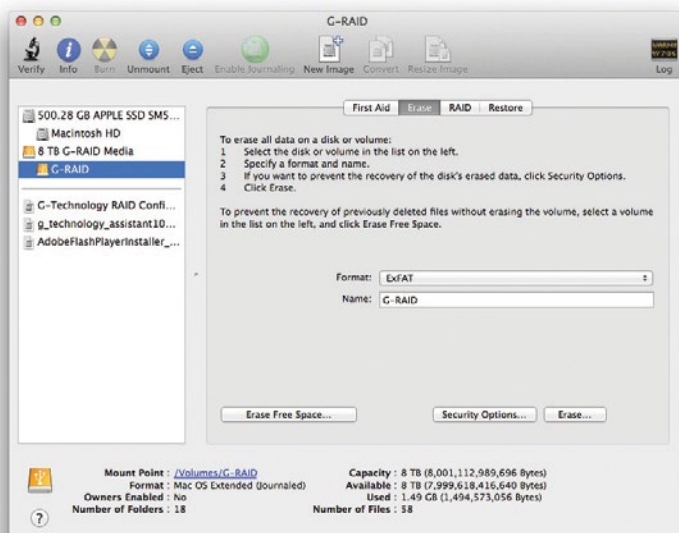 G-RAID
Verify Info Burn Unmount Eject Enable Journaling New Image Convert Resize Image Log
First Aid Erase RAID Restore
500.28 GB APPLE SSD SM5...
Macintosh HD
8 TB G-RAID Media
G-RAID
G-Technology RAID Confi...
g_technology_assistant10...
AdobeFlashPlayerInstaller_...
To erase all data on a disk or volume:
1 Select the disk or volume in the list on the left.
2 Specify a format and name.
3 If you want to prevent the recovery of the disk's erased data, click Security Options.
4 Click Erase.
To prevent the recovery of previously deleted files without erasing the volume, select a volume
in the list on the left, and click Erase Free Space.
Format: ExFAT
Name: G-RAID
Erase Free Space... Security Options... Erase...
Mount Point : /Volumes/G-RAID
Format : Mac OS Extended (Journaled)
Owners Enabled : No
Number of Folders : 18
Capacity : 8 TB (8,001,112,989,696 Bytes)
Available : 8 TB (7,999,618,416,640 Bytes)
Used : 1.49 GB (1,494,573,056 Bytes)
Number of Files : 58
?